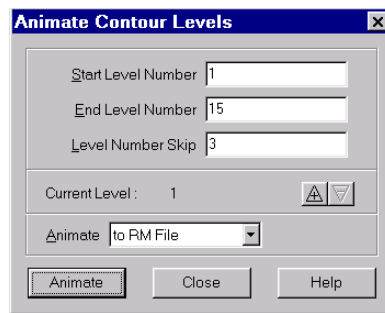 Animate Contour Levels
Start Level Number 1
End Level Number 15
Level Number Skip 3
Current Level : 1
Animate to RM File
Animate Close Help